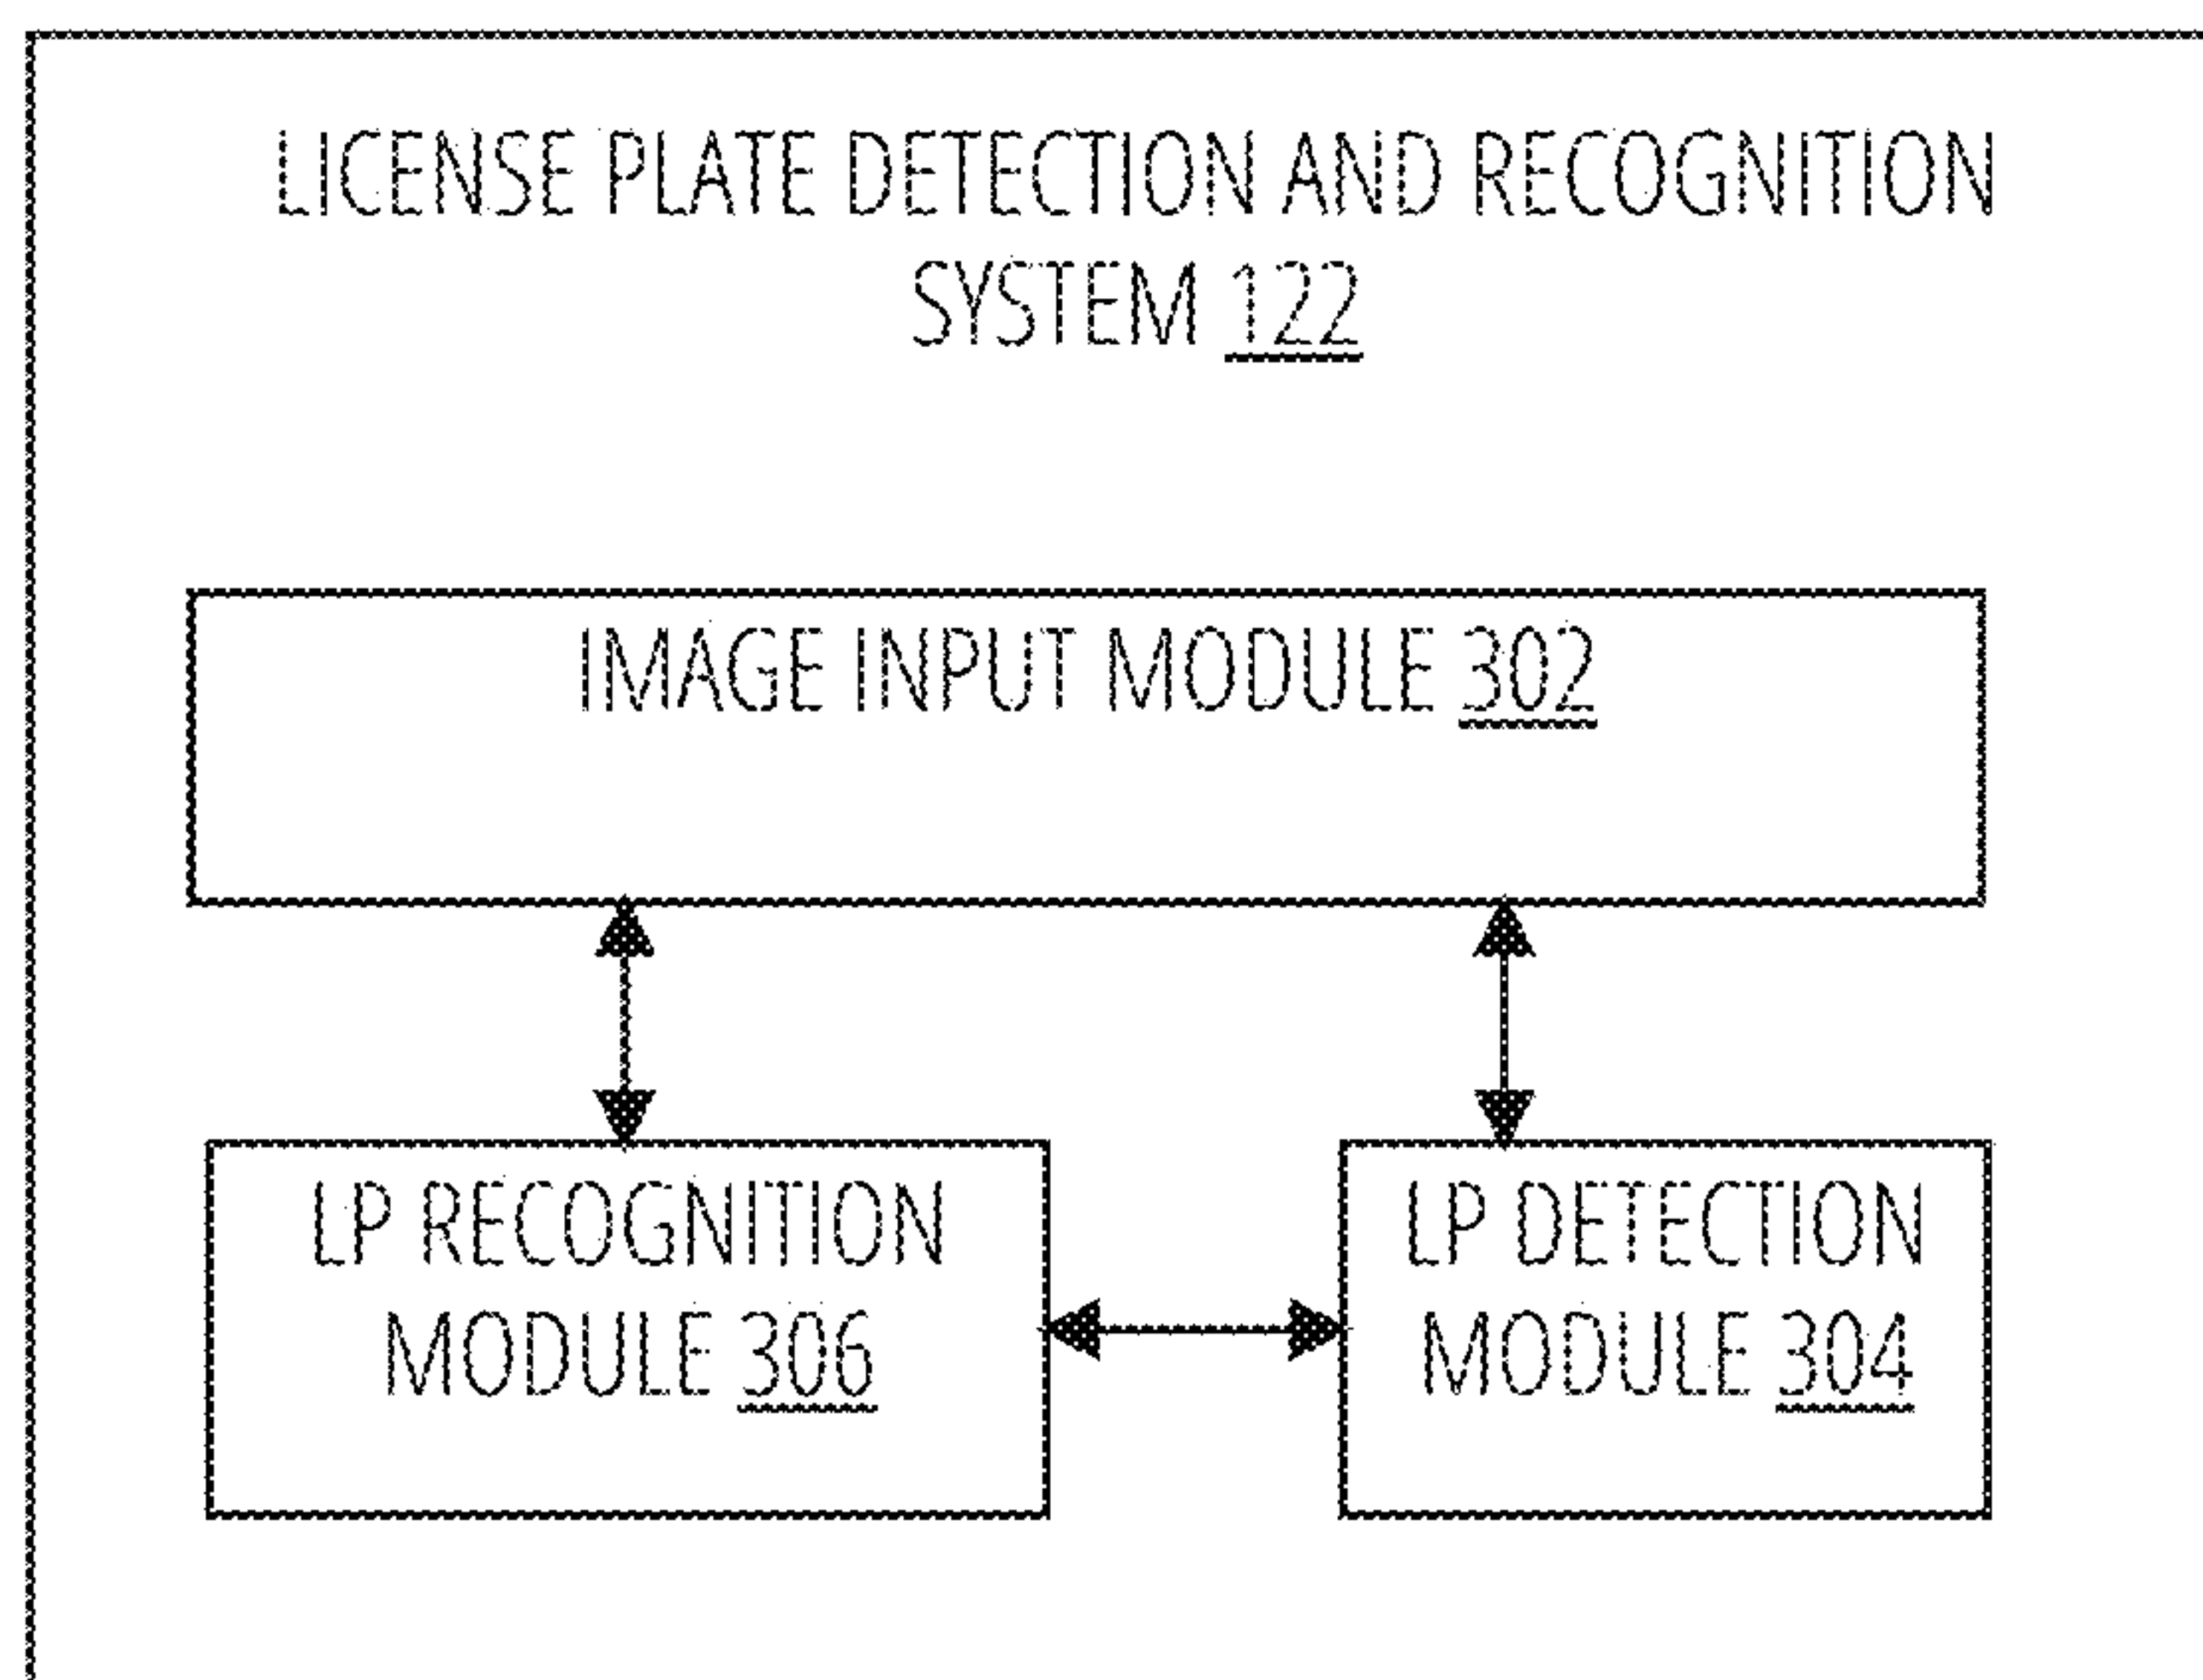 LICENSE PLATE DETECTION AND RECOGNITION
SYSTEM 122
IMAGE INPUT MODULE 302
LP RECOGNITION
MODULE 306
LP DETECTION
MODULE 304